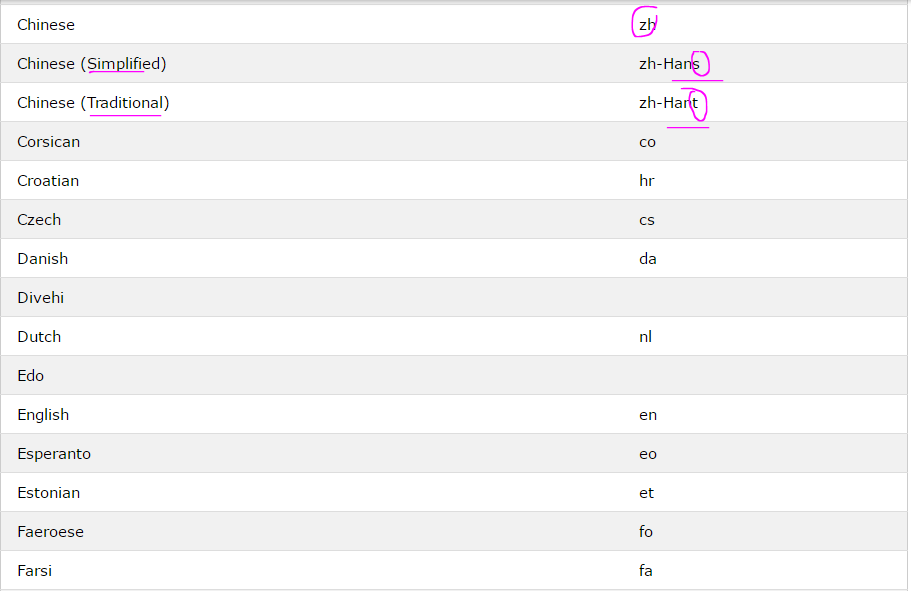 Chinese zh
Chinese (Simplified) zh-Hans
Chinese (Traditional) zh-Hant
Corsican co
Croatian hr
Czech cs
Danish da
Divehi
Dutch nl
Edo
English en
Esperanto eo
Estonian et
Faeroese fo
Farsi fa